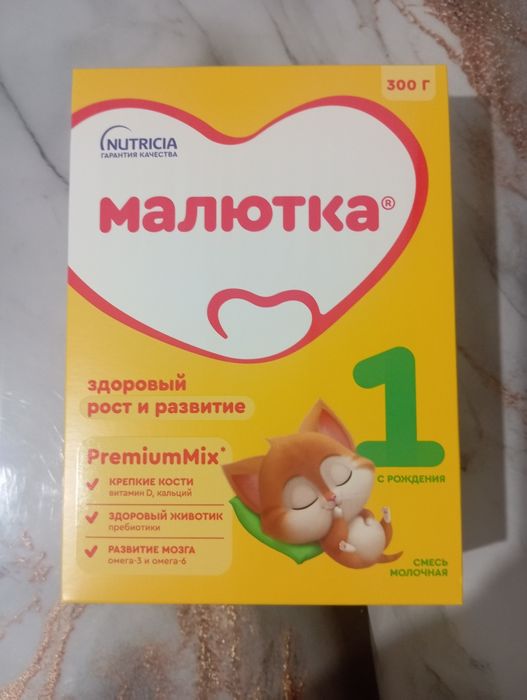 300 Г
NUTRICIA
ГАРАНТИЯ КАЧЕСТВА
МАЛЮТКА®
здоровый
рост и развитие
1
С РОЖДЕНИЯ
PremiumMix*
КРЕПКИЕ КОСТИ
витамин D, кальций
ЗДОРОВЫЙ ЖИВОТИК
пребиотики
РАЗВИТИЕ МОЗГА
омега-3 и омега-6
СМЕСЬ
МОЛОЧНАЯ